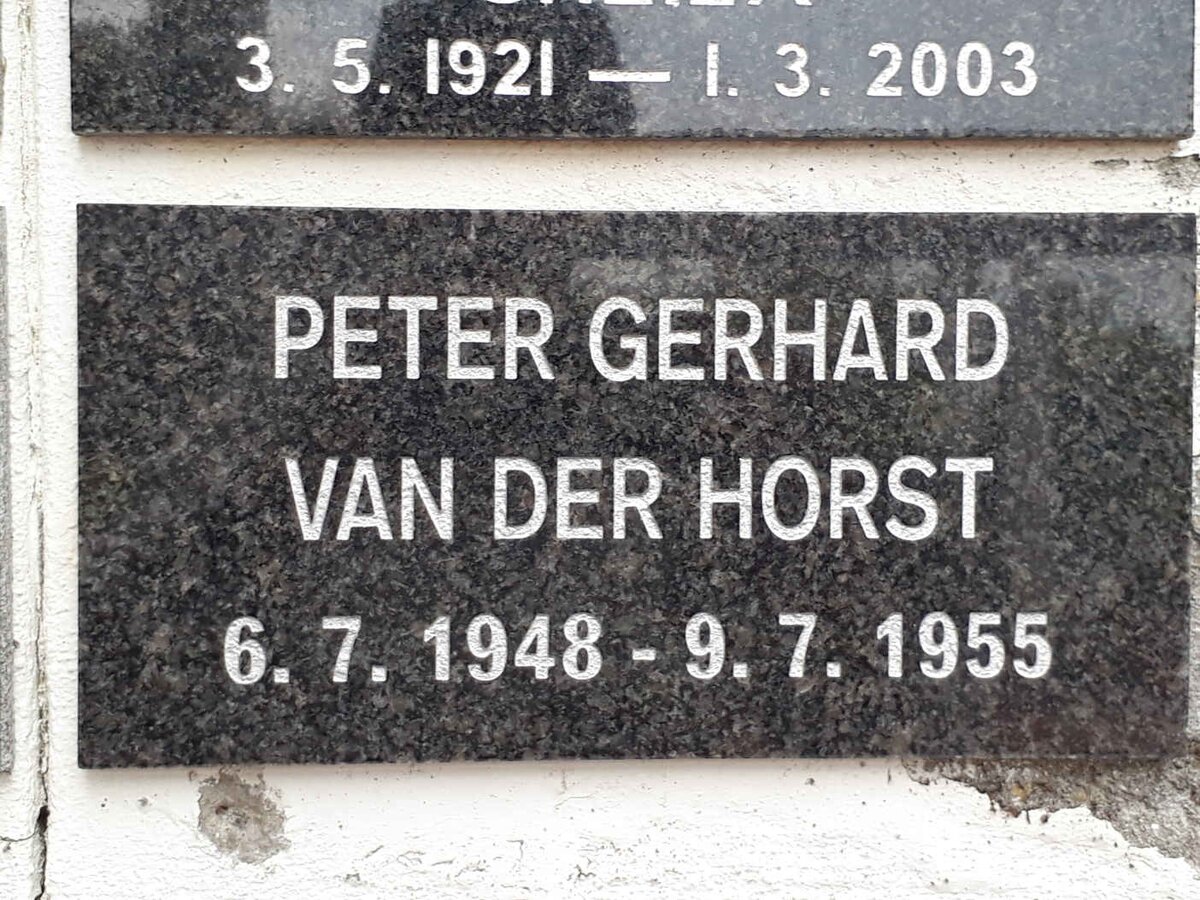 3. 5. 1921 — 1. 3. 2003
PETER GERHARD
VAN DER HORST
6. 7. 1948 - 9. 7. 1955